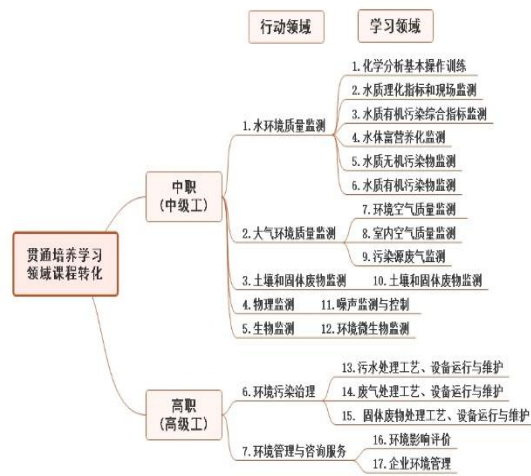 行动领域
学习领域
1.化学分析基本操作训练
2.水质理化指标和现场监测
3.水质有机污染综合指标监测
1.水环境质量监测
4.水体富营养化监测
5.水质无机污染物监测
6.水质有机污染物监测
中职
(中级工)
7.环境空气质量监测
2.大气环境质量监测
8.室内空气质量监测
9.污染源废气监测
贯通培养学习
领域课程转化
3.土壤和固体废物监测
10.土壤和固体废物监测
4.物理监测
11.噪声监测与控制
5.生物监测
12.环境微生物监测
13.污水处理工艺、设备运行与维护
高职
(高级工)
6.环境污染治理
14.废气处理工艺、设备运行与维护
15. 固体废物处理工艺、设备运行与维护
7.环境管理与咨询服务
16.环境影响评价
17.企业环境管理